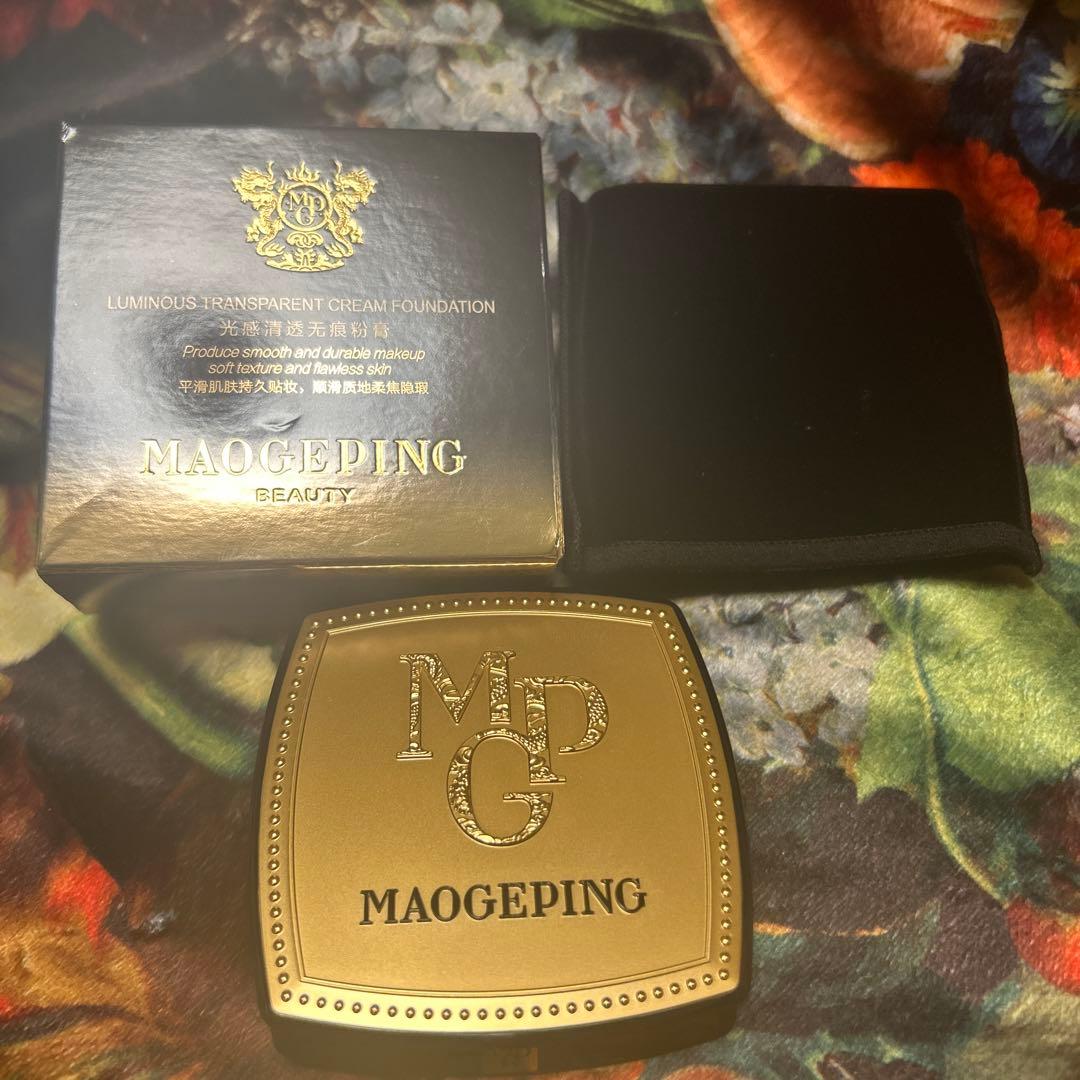 MPG
LUMINOUS TRANSPARENT CREAM FOUNDATION
光感清透无痕粉膏
Produce smooth and durable makeup
soft texture and flawless skin
平滑肌肤持久贴妆，顺滑质地柔焦隐瑕
MAOGEPING
BEAUTY
MPG
MAOGEPING